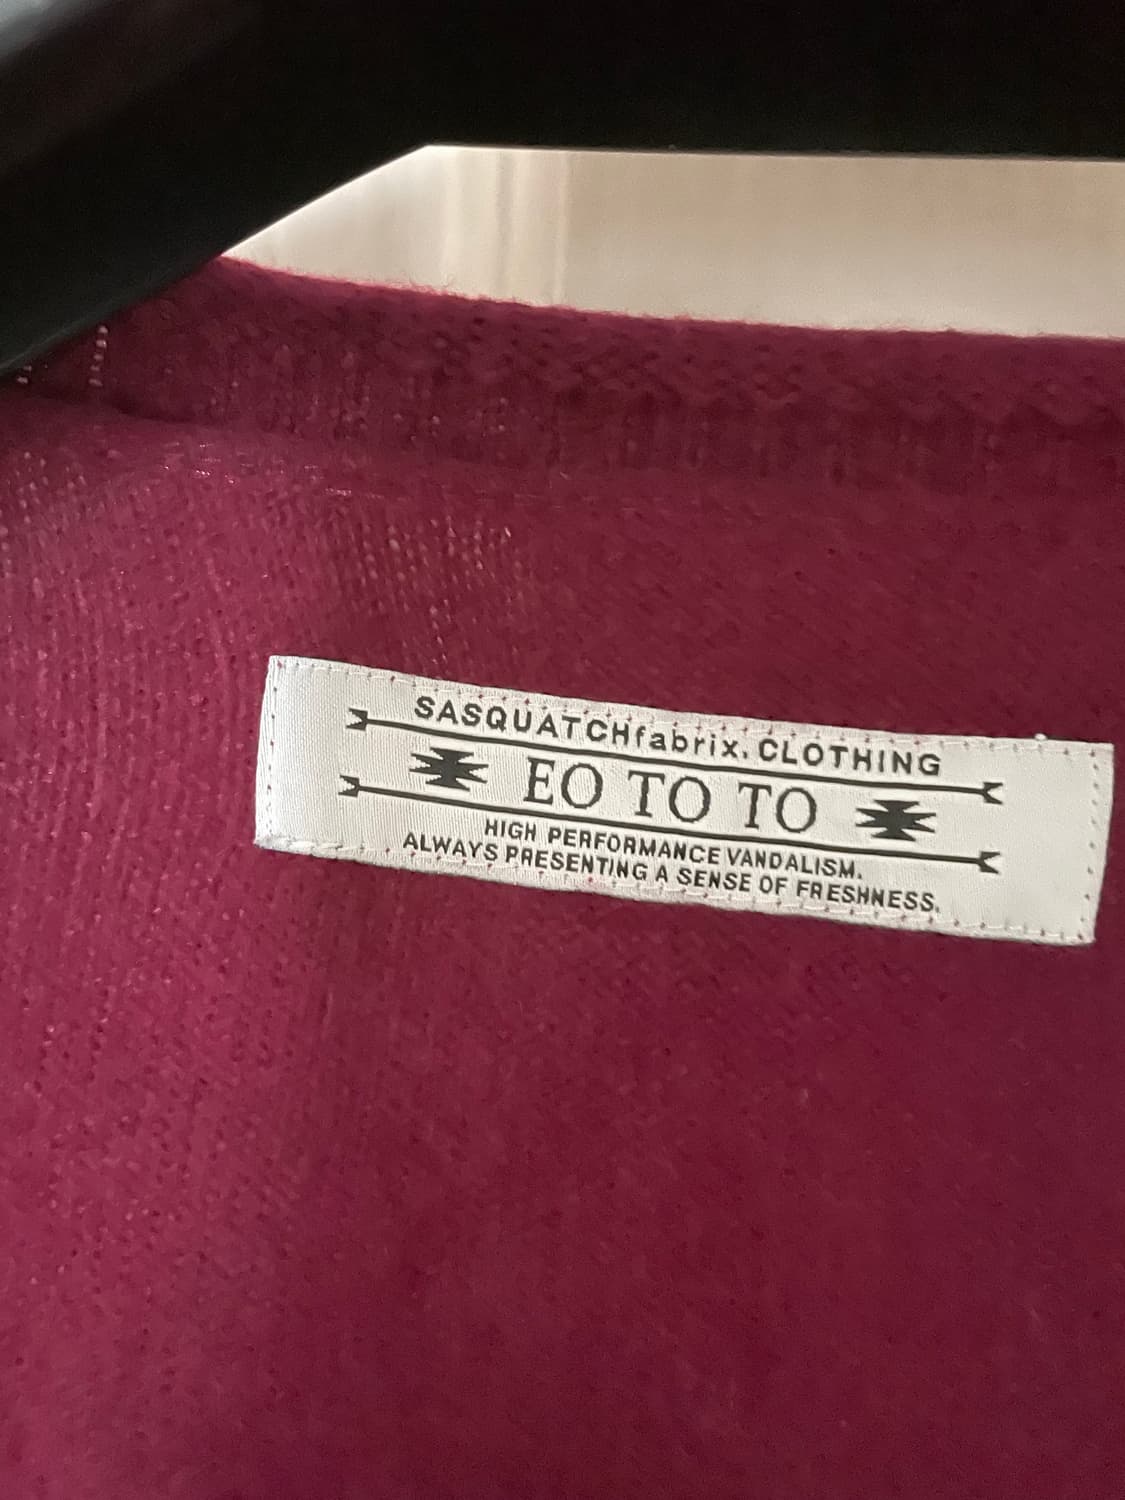 SASQUATCHfabrix. CLOTHING
EO TO TO
HIGH PERFORMANCE VANDALISM.
ALWAYS PRESENTING A SENSE OF FRESHNESS.